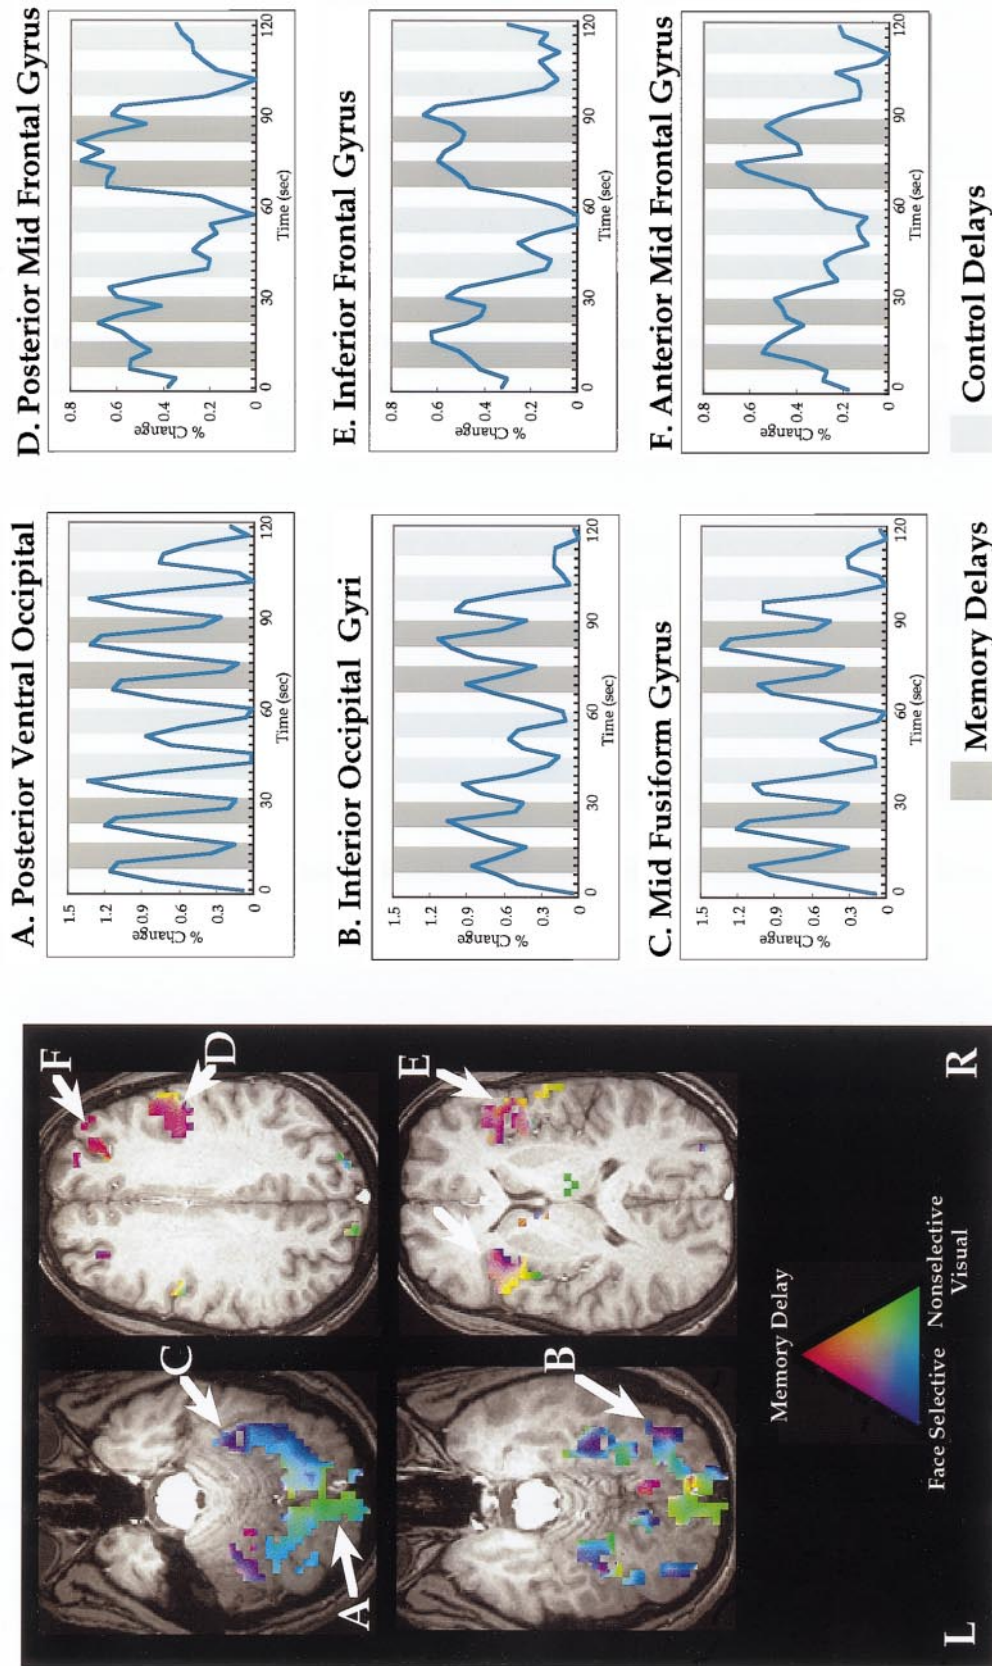 F
D
C
A
E
B
Memory Delay
Face Selective Nonselective
Visual
L
R
A. Posterior Ventral Occipital
1.5
1.2
0.9
0.6
0.3
0
% Change
0
30
60
90
120
Time (sec)
B. Inferior Occipital Gyri
1.5
1.2
0.9
0.6
0.3
0
% Change
0
30
60
90
120
Time (sec)
C. Mid Fusiform Gyrus
1.5
1.2
0.9
0.6
0.3
0
% Change
0
30
60
90
120
Time (sec)
D. Posterior Mid Frontal Gyrus
0.8
0.6
0.4
0.2
0
% Change
0
30
60
90
120
Time (sec)
E. Inferior Frontal Gyrus
0.8
0.6
0.4
0.2
0
% Change
0
30
60
90
120
Time (sec)
F. Anterior Mid Frontal Gyrus
0.8
0.6
0.4
0.2
0
% Change
0
30
60
90
120
Time (sec)
Memory Delays
Control Delays